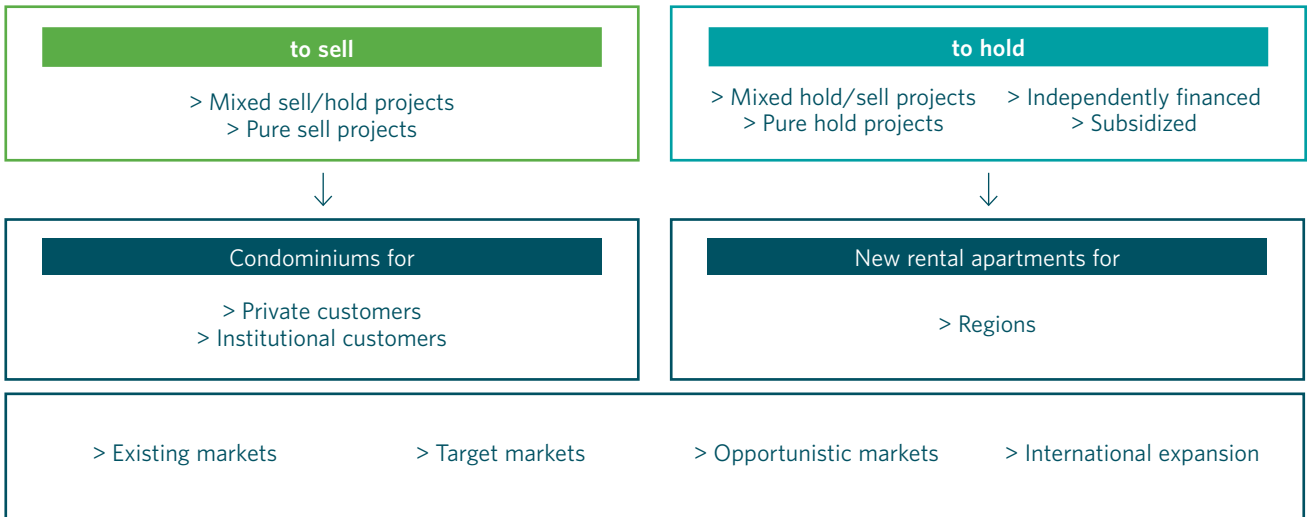 to sell
> Mixed sell/hold projects
> Pure sell projects
to hold
> Mixed hold/sell projects > Independently financed
> Pure hold projects > Subsidized
Condominiums for
> Private customers
> Institutional customers
New rental apartments for
> Regions
> Existing markets > Target markets > Opportunistic markets > International expansion